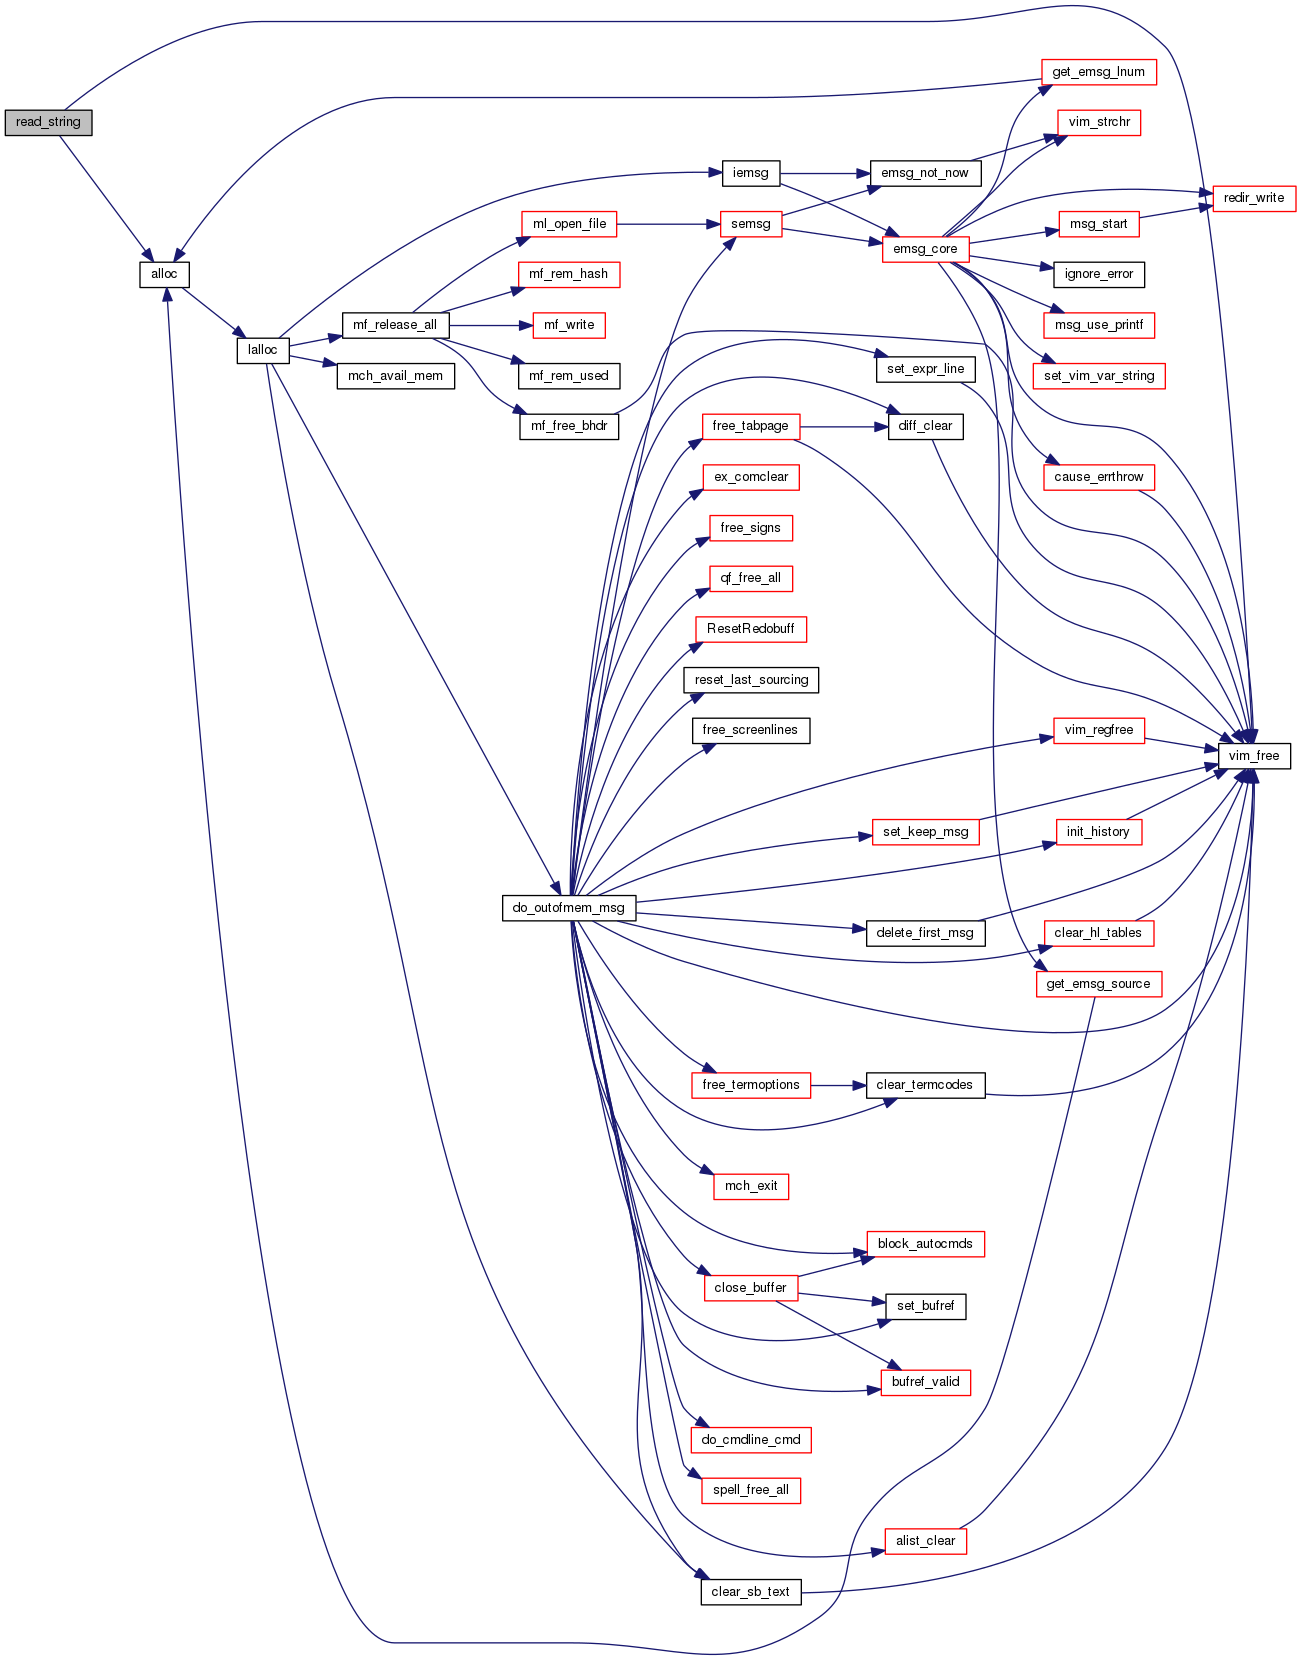 get_emsg_lnum
read_string
vim_strchr
iemsg
emsg_not_now
redir_write
ml_open_file
semsg
msg_start
emsg_core
alloc
mf_rem_hash
ignore_error
mf_release_all
mf_write
msg_use_printf
lalloc
mch_avail_mem
mf_rem_used
set_expr_line
set_vim_var_string
mf_free_bhdr
free_tabpage
diff_clear
ex_comclear
cause_errthrow
free_signs
qf_free_all
ResetRedobuff
reset_last_sourcing
free_screenlines
vim_regfree
vim_free
set_keep_msg
init_history
do_outofmem_msg
delete_first_msg
clear_hl_tables
get_emsg_source
free_termoptions
clear_termcodes
mch_exit
block_autocmds
close_buffer
set_bufref
bufref_valid
do_cmdline_cmd
spell_free_all
alist_clear
clear_sb_text